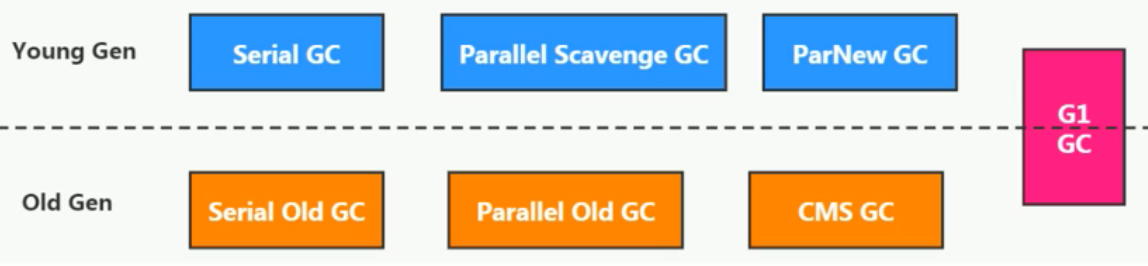 Young Gen
Serial GC
Parallel Scavenge GC
ParNew GC
G1
GC
Old Gen
Serial Old GC
Parallel Old GC
CMS GC